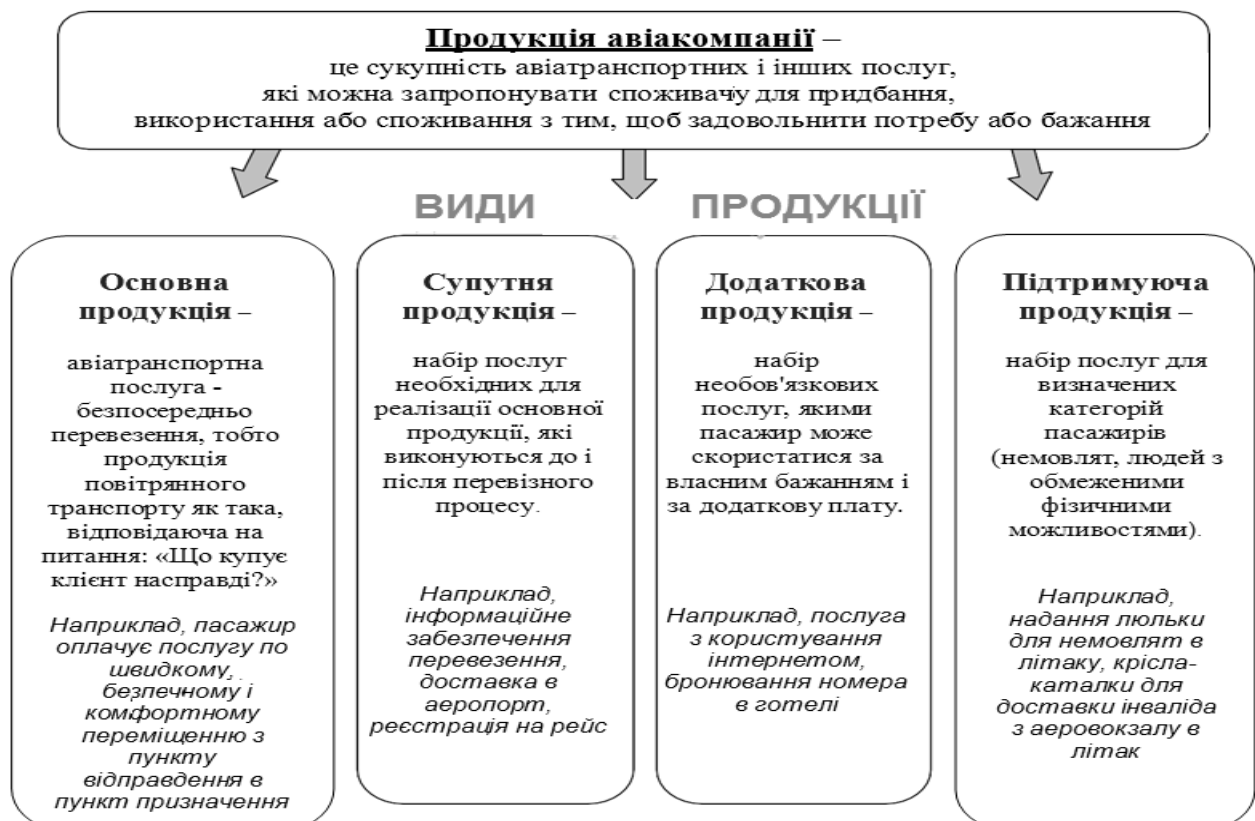 Продукція авіакомпанії –
це сукупність авіатранспортних і інших послуг,
які можна запропонувати споживачу для придбання,
використання або споживання з тим, щоб задовольнити потребу або бажання
ВИДИ ПРОДУКЦІЇ
Основна
продукція –
авіатранспортна
послуга -
безпосередньо
перевезення, тобто
продукція
повітрянного
транспорту як така,
відповідаюча на
питання: «Що купує
клієнт насправді?»
Наприклад, пасажир
оплачує послугу по
швидкому,
безпечному і
комфортному
переміщенню з
пункту
відправдення в
пункт призначення
Супутня
продукція –
набір послуг
необхідних для
реалізації основної
продукції, які
виконуються до і
після перевізного
процесу.
Наприклад,
інформаційне
забезпечення
перевезення,
доставка в
аеропорт,
реєстрація на рейс
Додаткова
продукція –
набір
необов'язкових
послуг, якими
пасажир може
скористатися за
власним бажанням і
за додаткову плату.
Наприклад, послуга
з користування
інтернетом,
бронювання номера
в готелі
Підтримуюча
продукція –
набір послуг для
визначених
категорій
пасажирів
(немовлят, людей з
обмеженими
фізичними
можливостями).
Наприклад,
надання люльки
для немовлят в
літаку, крісла-
каталки для
доставки інваліда
з аеровокзалу в
літак